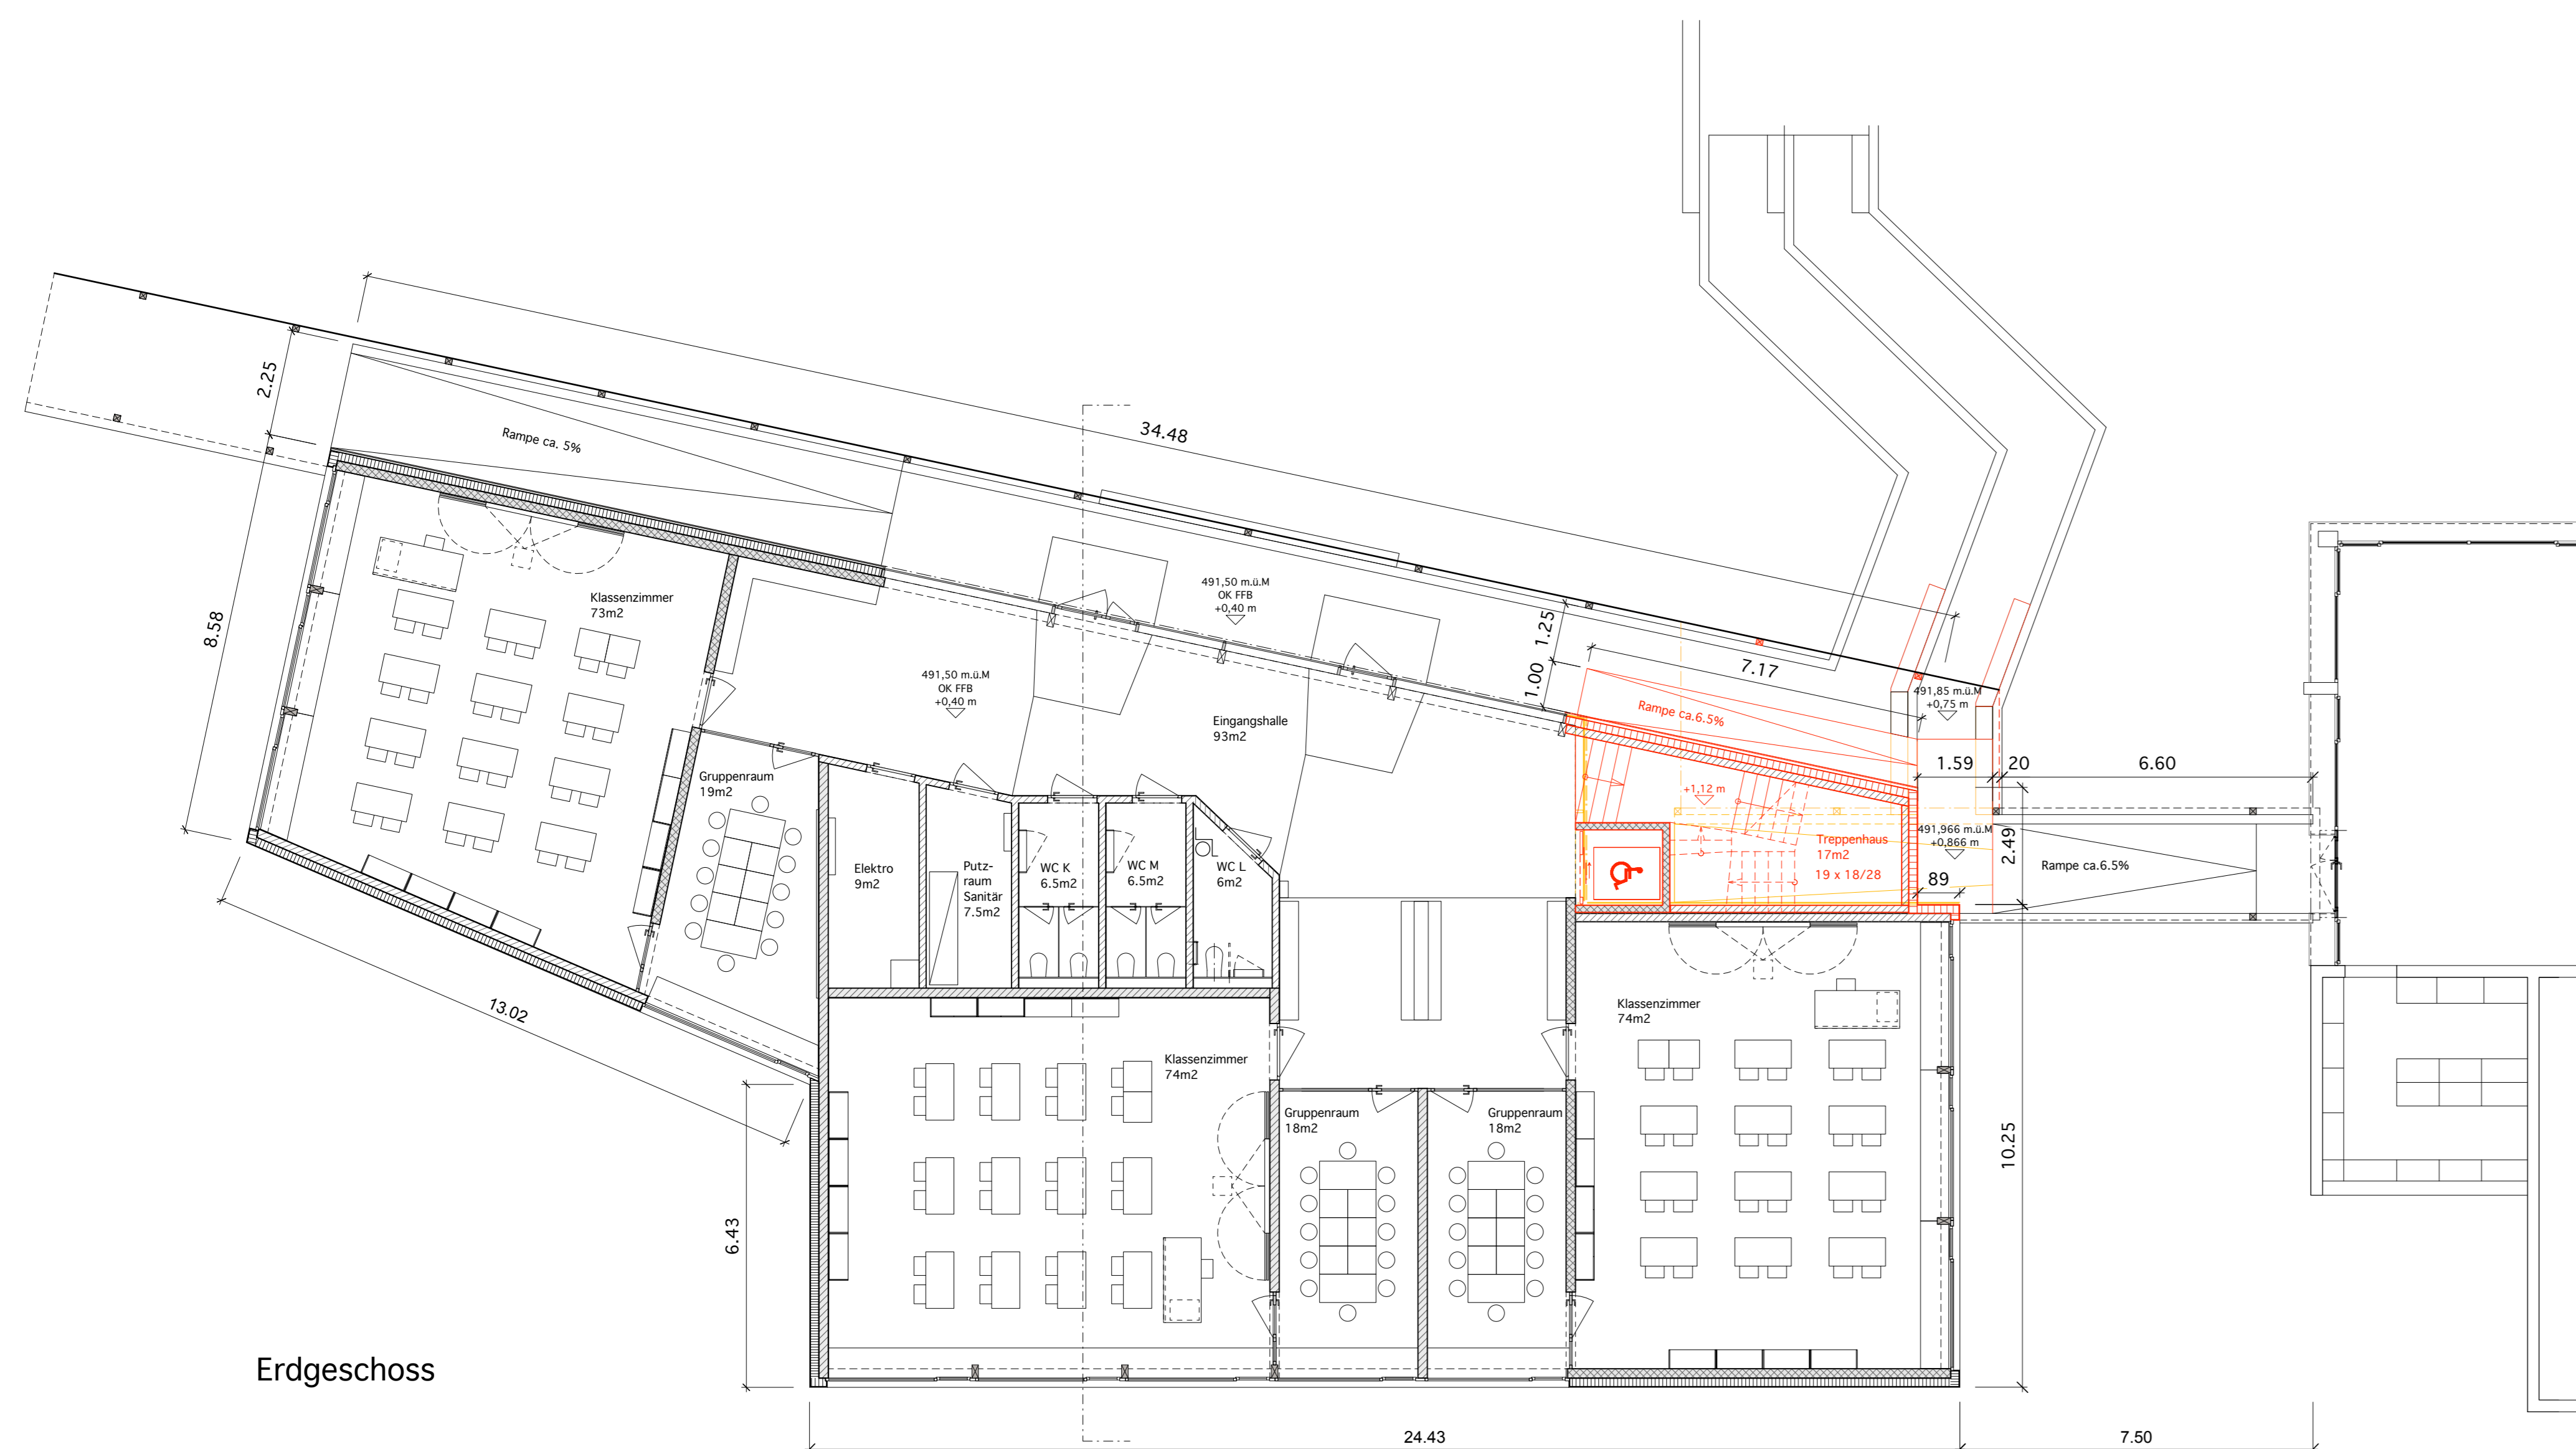 34.48
2.25
Rampe ca. 5%
8.58
Klassenzimmer
73m2
491,50 m.ü.M
OK FFB
+0,40 m
491,50 m.ü.M
OK FFB
+0,40 m
Eingangshalle
93m2
1.25
1.00
7.17
Rampe ca.6.5%
491,85 m.ü.M
+0,75 m
1.59
20
6.60
+1,12 m
Treppenhaus
17m2
19 x 18/28
491,966 m.ü.M
+0,866 m
2.49
89
Rampe ca.6.5%
Gruppenraum
19m2
Elektro
9m2
Putz-
raum
Sanitär
7.5m2
WC K
6.5m2
WC M
6.5m2
WC L
6m2
13.02
Klassenzimmer
74m2
Klassenzimmer
74m2
Gruppenraum
18m2
Gruppenraum
18m2
10.25
6.43
Erdgeschoss
24.43
7.50